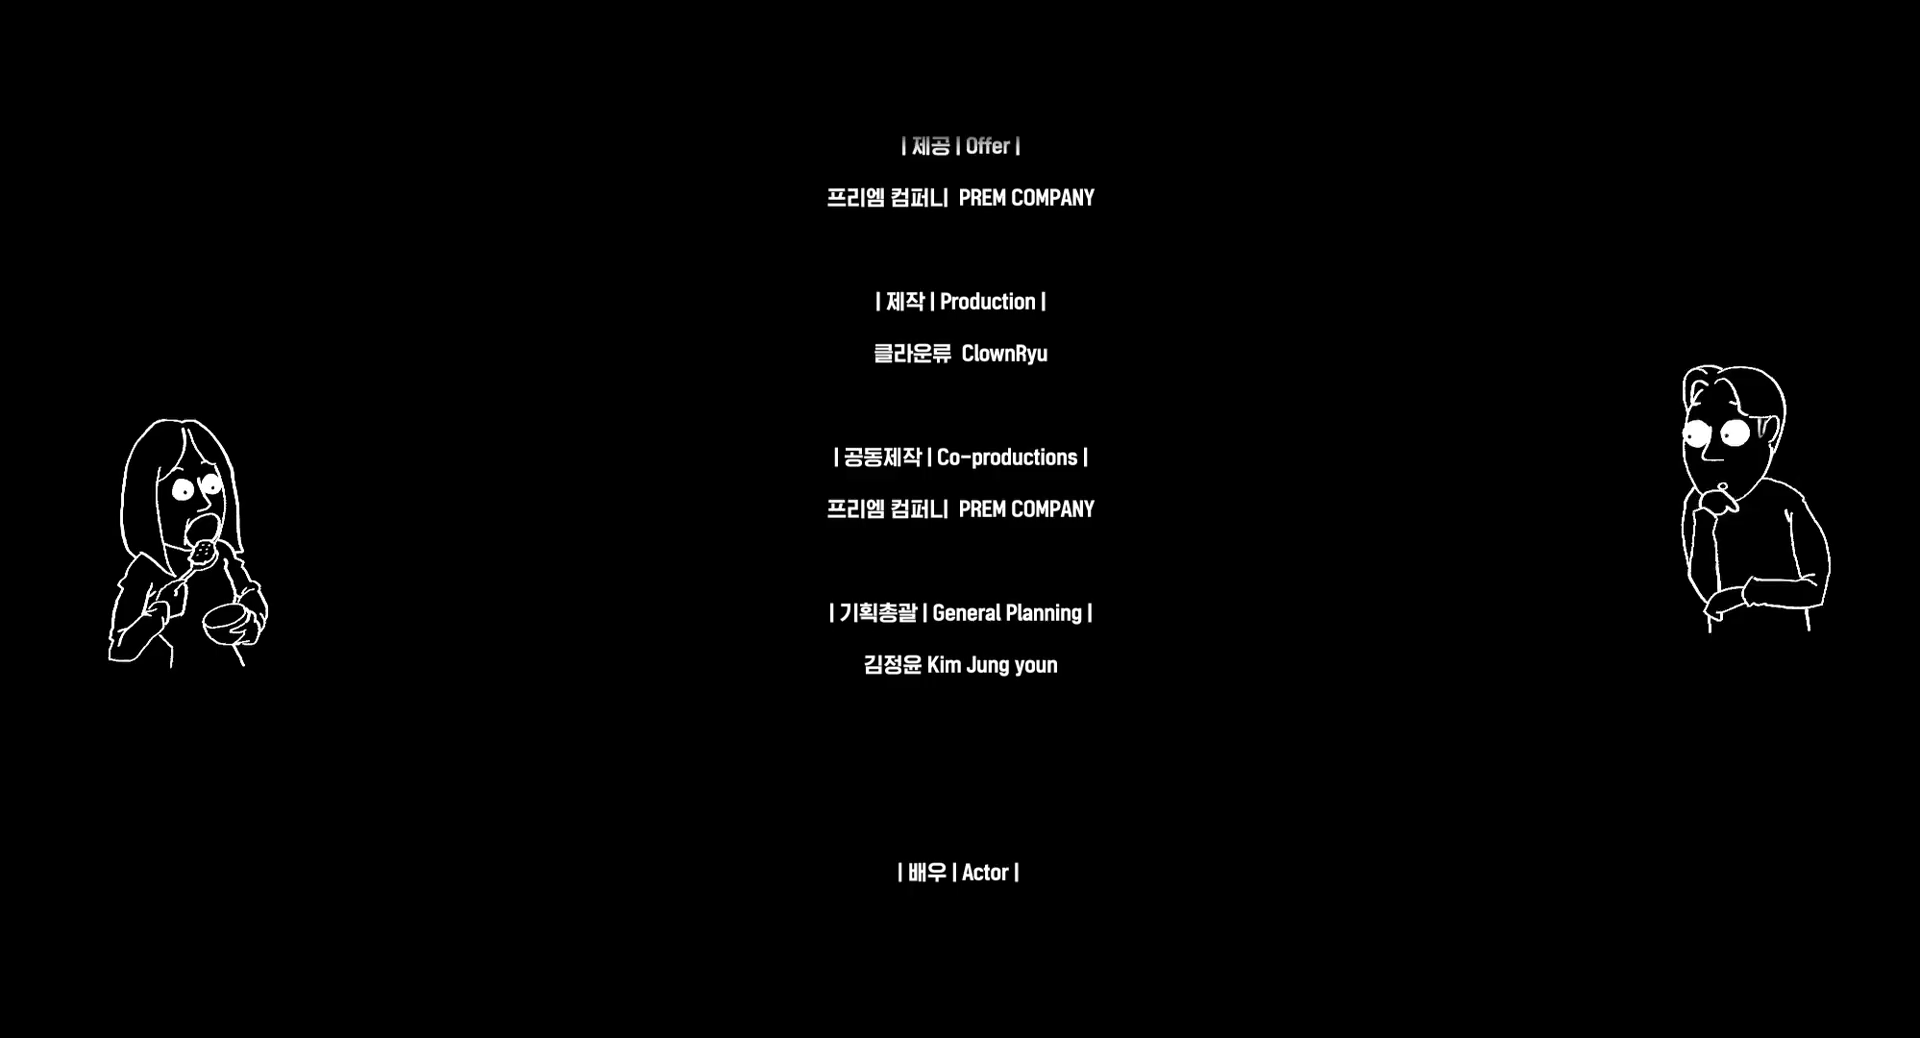 | 제공 | Offer |
프리엠 컴퍼니 PREM COMPANY
| 제작 | Production |
클라운류 ClownRyu
| 공동제작 | Co-productions |
프리엠 컴퍼니 PREM COMPANY
| 기획총괄 | General Planning |
김정윤 Kim Jung youn
| 배우 | Actor |